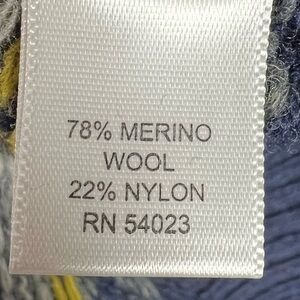 78% MERINO
WOOL
22% NYLON
RN 54023